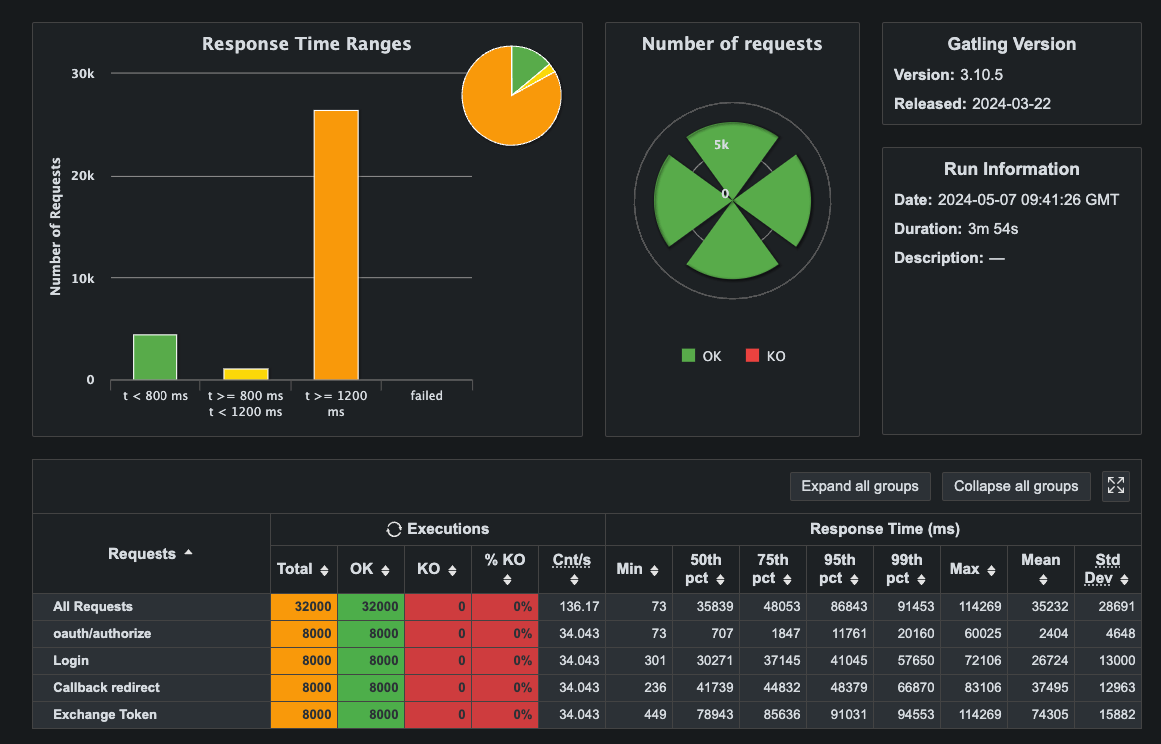 Response Time Ranges
30k
20k
10k
0
Number of Requests
t < 800 ms
t >= 800 ms
t < 1200 ms
t >= 1200
ms
failed
Number of requests
5k
0
OK
KO
Gatling Version
Version: 3.10.5
Released: 2024-03-22
Run Information
Date: 2024-05-07 09:41:26 GMT
Duration: 3m 54s
Description: —
Expand all groups
Collapse all groups
Requests
Executions
Response Time (ms)
Total OK KO % KO Cnt/s Min 50th pct 75th pct 95th pct 99th pct Max Mean Std Dev
All Requests 32000 32000 0 0% 136.17 73 35839 48053 86843 91453 114269 35232 28691
oauth/authorize 8000 8000 0 0% 34.043 73 707 1847 11761 20160 60025 2404 4648
Login 8000 8000 0 0% 34.043 301 30271 37145 41045 57650 72106 26724 13000
Callback redirect 8000 8000 0 0% 34.043 236 41739 44832 48379 66870 83106 37495 12963
Exchange Token 8000 8000 0 0% 34.043 449 78943 85636 91031 94553 114269 74305 15882